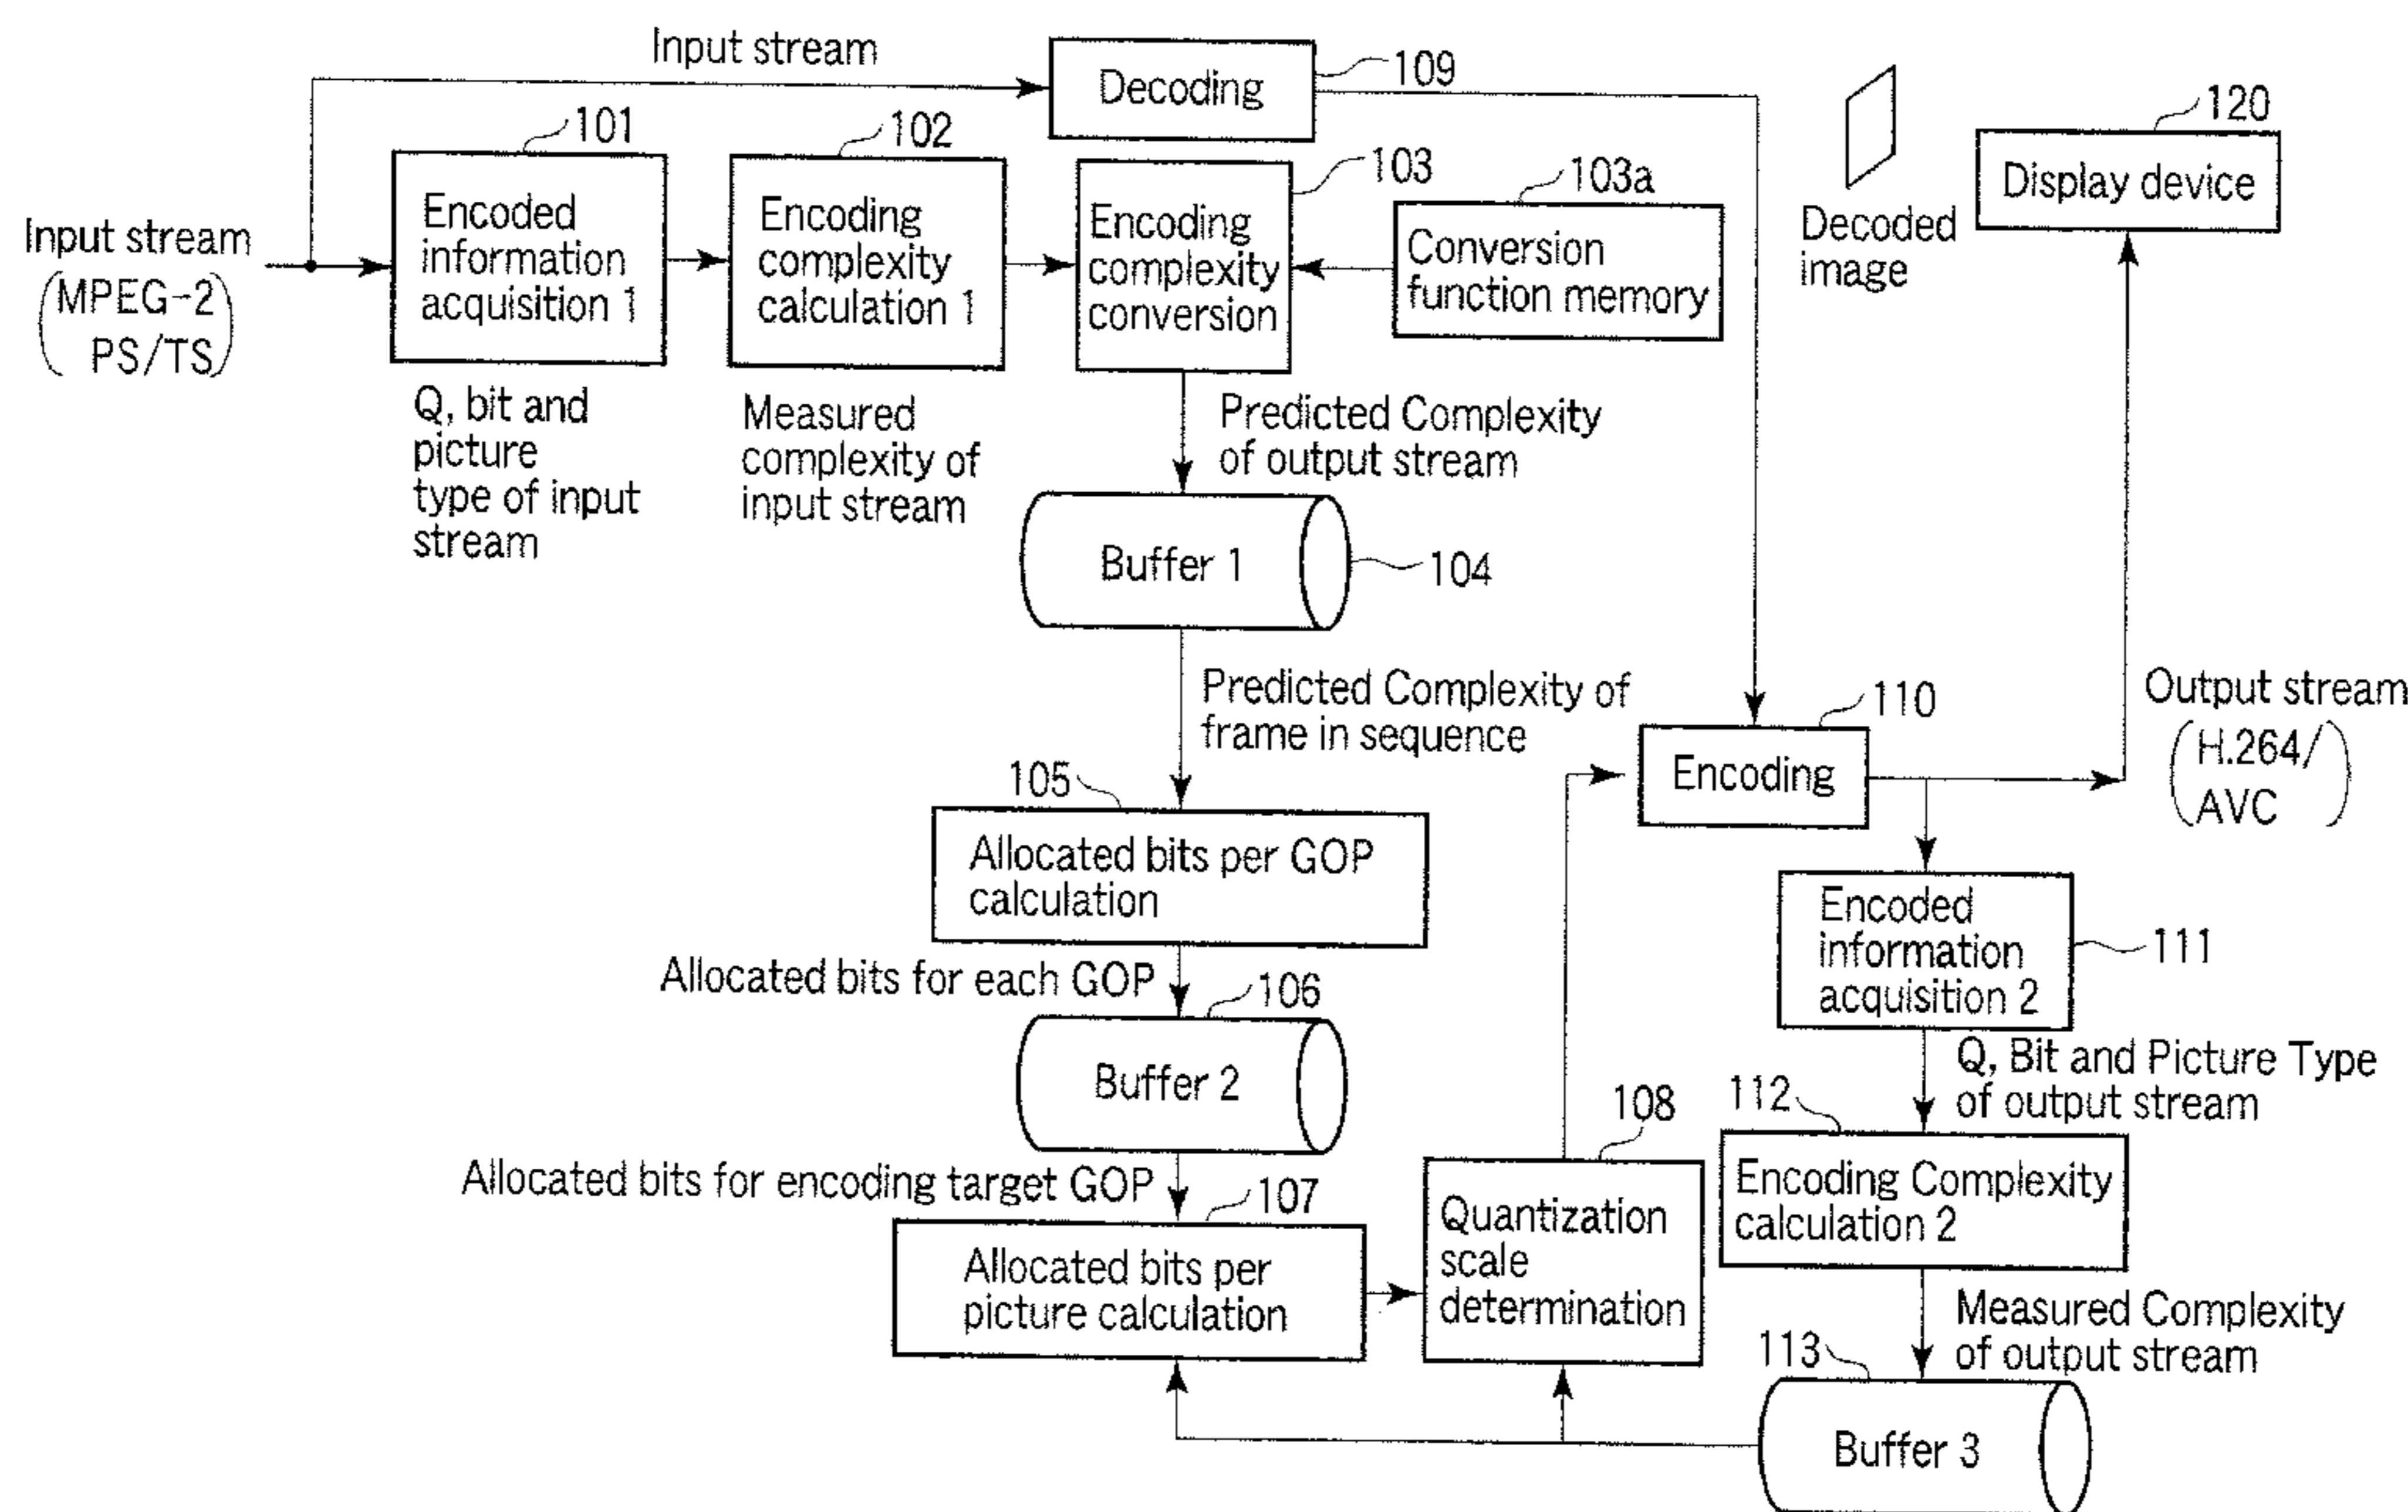 Input stream
Decoding
109
101
102
103
103a
120
Display device
Input stream
(MPEG-2
PS/TS)
Encoded
information
acquisition 1
Encoding
complexity
calculation 1
Encoding
complexity
conversion
Conversion
function memory
Decoded
image
Q, bit and
picture
type of input
stream
Measured
complexity of
input stream
Predicted Complexity
of output stream
Buffer 1
104
Predicted Complexity of
frame in sequence
110
Encoding
Output stream
(H.264/
AVC)
105
Allocated bits per GOP
calculation
Encoded
information
acquisition 2
111
Allocated bits for each GOP
106
Buffer 2
Q, Bit and Picture Type
of output stream
108
112
Allocated bits for encoding target GOP
107
Encoding Complexity
calculation 2
Quantization
scale
determination
Allocated bits per
picture calculation
Measured Complexity
of output stream
113
Buffer 3